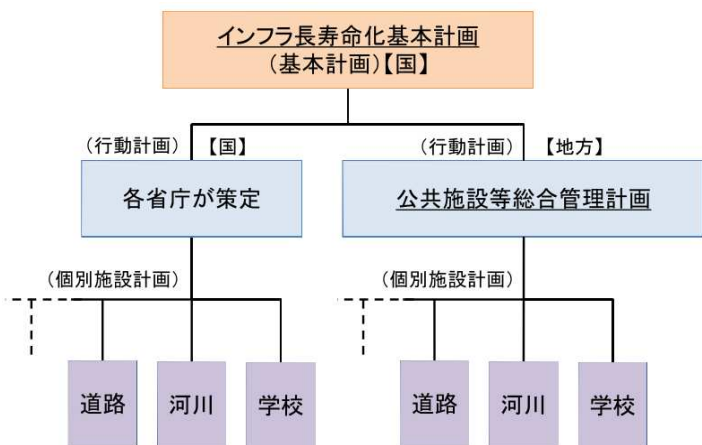 インフラ長寿命化基本計画
(基本計画)【国】
(行動計画) 【国】
(行動計画) 【地方】
各省庁が策定
公共施設等総合管理計画
(個別施設計画)
(個別施設計画)
道路
河川
学校
道路
河川
学校